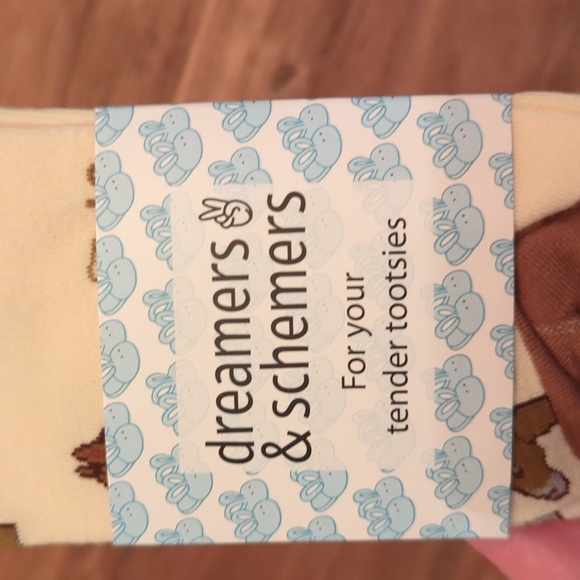 dreamers
& schemers
For your
tender tootsies